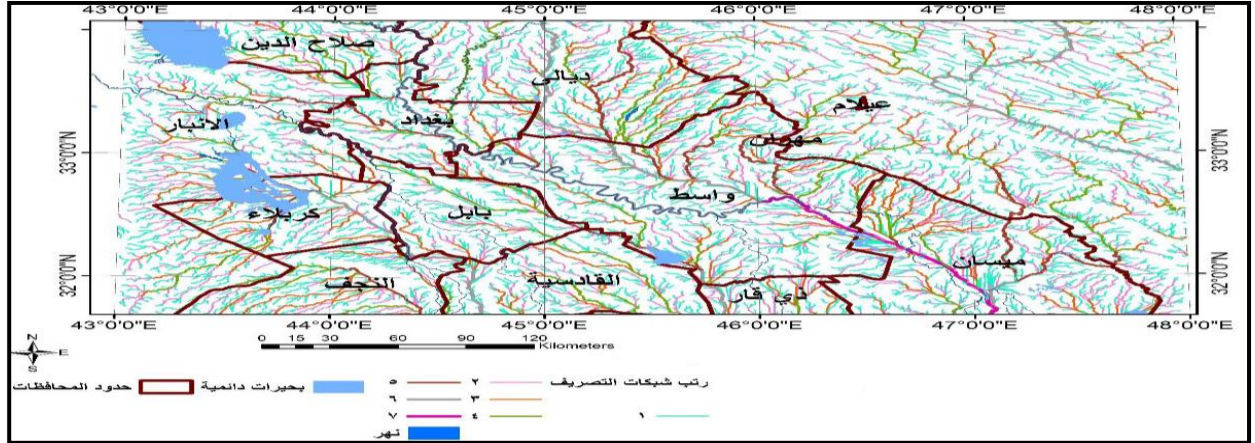 43°0'0"E 44°0'0"E 45°0'0"E 46°0'0"E 47°0'0"E 48°0'0"E
صلاح الدين
ديالى
عيلام
بغداد
الانبار
مهران
33°0'0"N 33°0'0"N
واسط
بابل
كربلاء
ميسان
32°0'0"N 32°0'0"N
القادسية
النجف
ذي قار
43°0'0"E 44°0'0"E 45°0'0"E 46°0'0"E 47°0'0"E 48°0'0"E
N
E
S
0 15 30 60 90 120
Kilometers
رتب شبكات التصريف ٢ ٥ بحيرات دائمية حدود المحافظات
٣ ٦
١ ٤ ٧
نهر